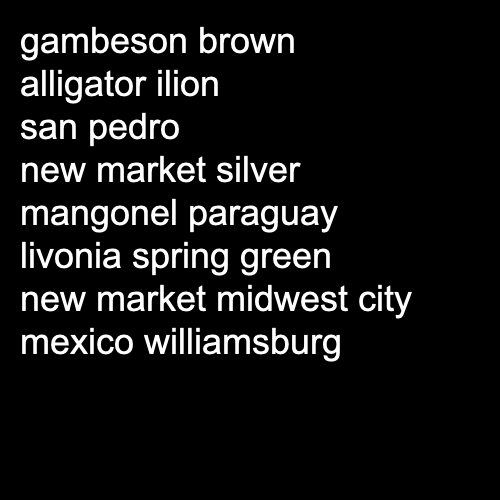 gambeson brown
alligator ilion
san pedro
new market silver
mangonel paraguay
livonia spring green
new market midwest city
mexico williamsburg